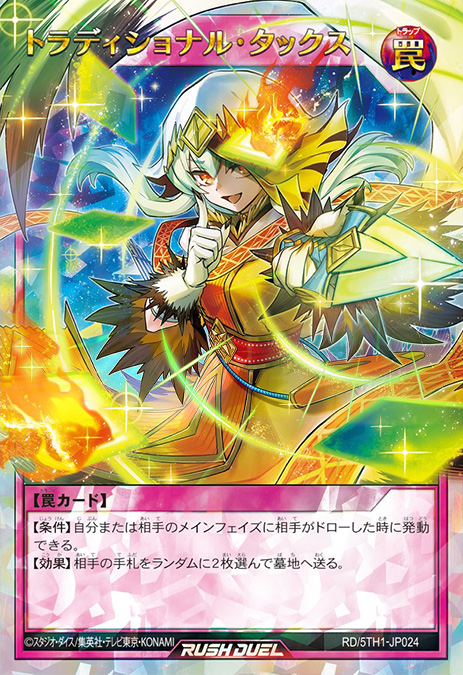 トラディショナル・タックス
トラップ
罠
【罠カード】
【条件】自分または相手のメインフェイズに相手がドローした時に発動
できる。
【効果】相手の手札をランダムに2枚選んで墓地へ送る。
©スタジオ・ダイス/集英社・テレビ東京・KONAMI
RUSH DUEL
RD/5TH1-JP024